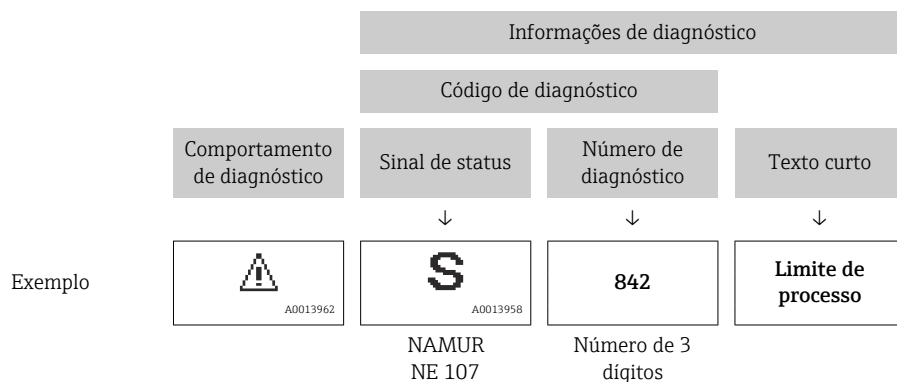 Informações de diagnóstico
Código de diagnóstico
Comportamento
de diagnóstico
Sinal de status
Número de
diagnóstico
Texto curto
↓ ↓ ↓
Exemplo
A0013962
S
A0013958
842
Limite de
processo
NAMUR
NE 107
Número de 3
dígitos